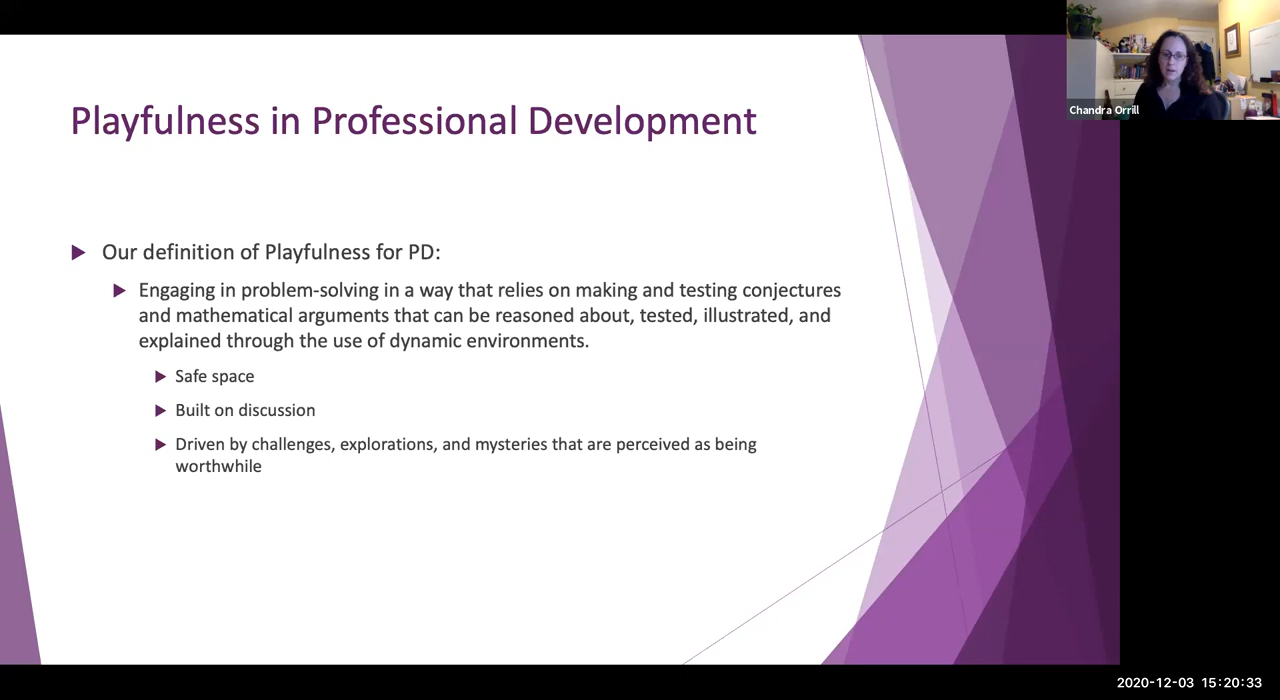 Playfulness in Professional Development
Our definition of Playfulness for PD:
Engaging in problem-solving in a way that relies on making and testing conjectures
and mathematical arguments that can be reasoned about, tested, illustrated, and
explained through the use of dynamic environments.
Safe space
Built on discussion
Driven by challenges, explorations, and mysteries that are perceived as being
worthwhile
Chandra Orrill
2020-12-03 15:20:33